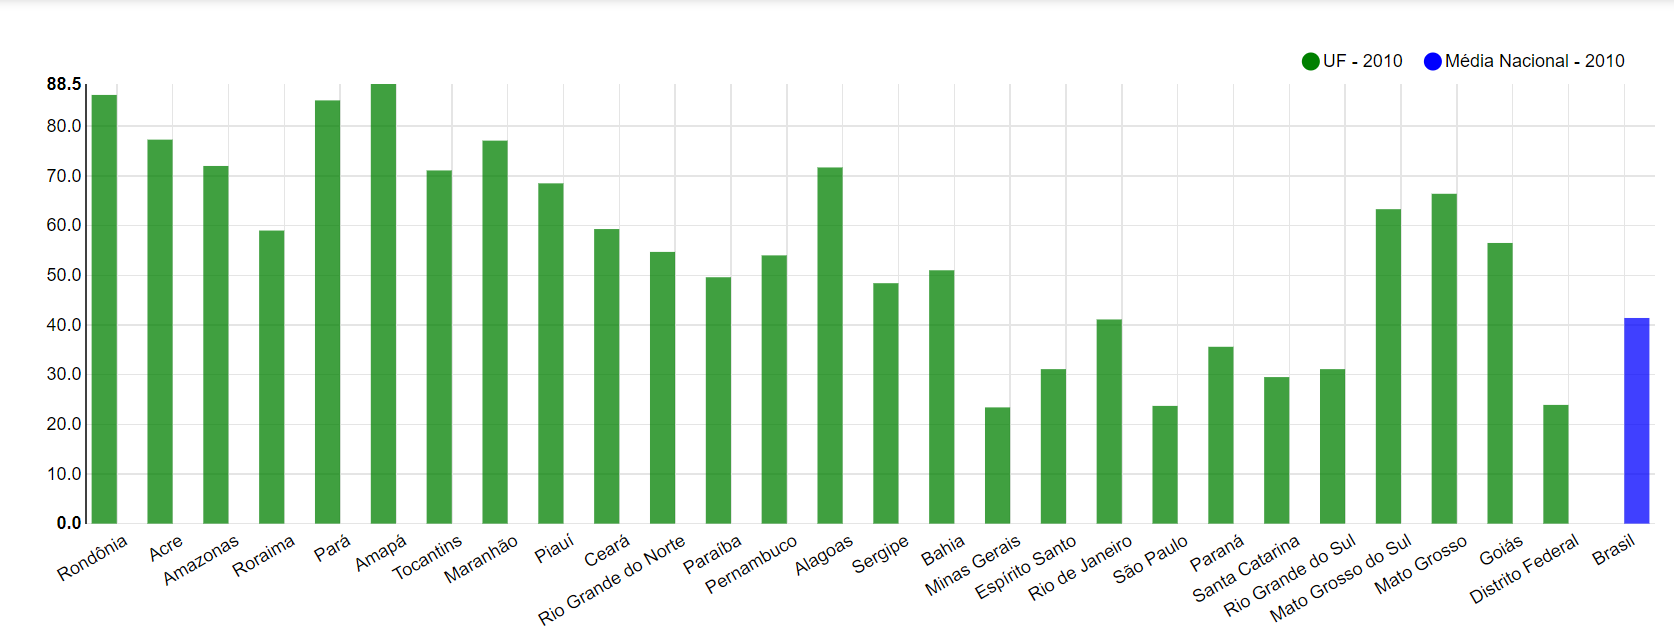 UF - 2010 Média Nacional - 2010
88.5
80.0
70.0
60.0
50.0
40.0
30.0
20.0
10.0
0.0
Rondônia
Acre
Amazonas
Roraima
Pará
Amapá
Tocantins
Maranhão
Piauí
Ceará
Rio Grande do Norte
Paraíba
Pernambuco
Alagoas
Sergipe
Bahia
Minas Gerais
Espírito Santo
Rio de Janeiro
São Paulo
Paraná
Santa Catarina
Rio Grande do Sul
Mato Grosso do Sul
Mato Grosso
Goiás
Distrito Federal
Brasil